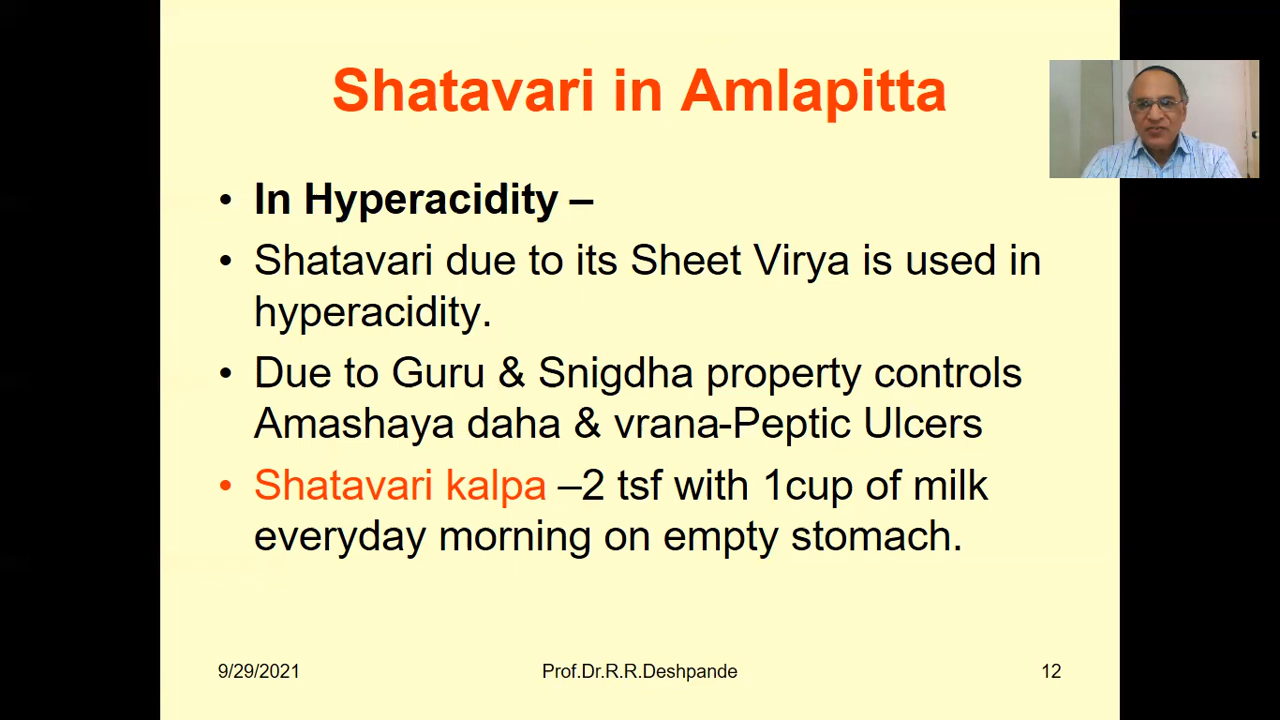 Shatavari in Amlapitta
• In Hyperacidity –
• Shatavari due to its Sheet Virya is used in
hyperacidity.
• Due to Guru & Snigdha property controls
Amashaya daha & vrana-Peptic Ulcers
• Shatavari kalpa –2 tsf with 1cup of milk
everyday morning on empty stomach.
9/29/2021 Prof.Dr.R.R.Deshpande 12